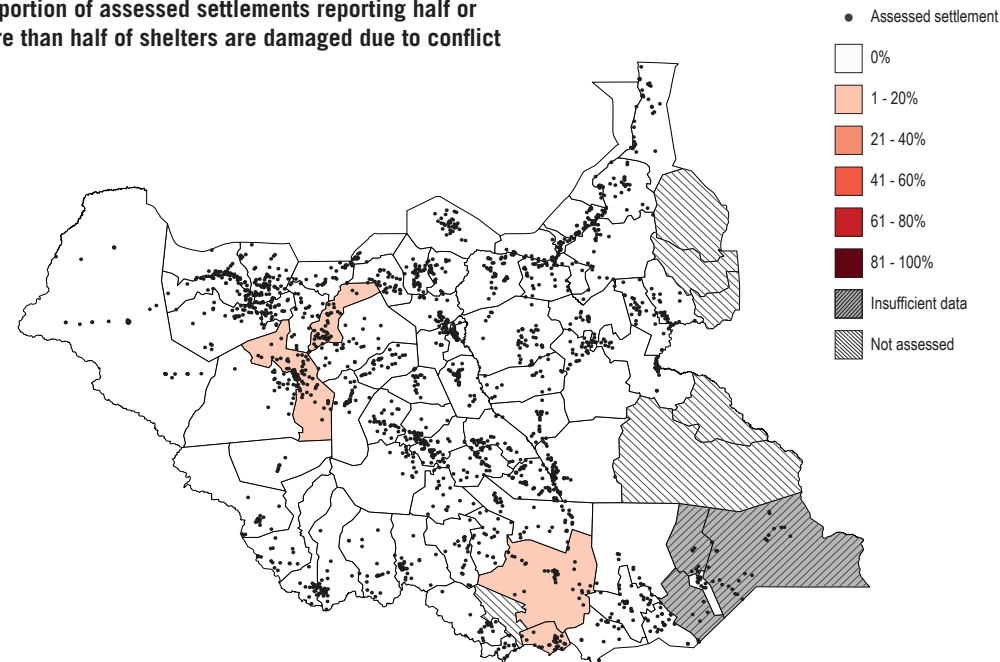 portion of assessed settlements reporting half or
re than half of shelters are damaged due to conflict
Assessed settlement
0%
1 - 20%
21 - 40%
41 - 60%
61 - 80%
81 - 100%
Insufficient data
Not assessed